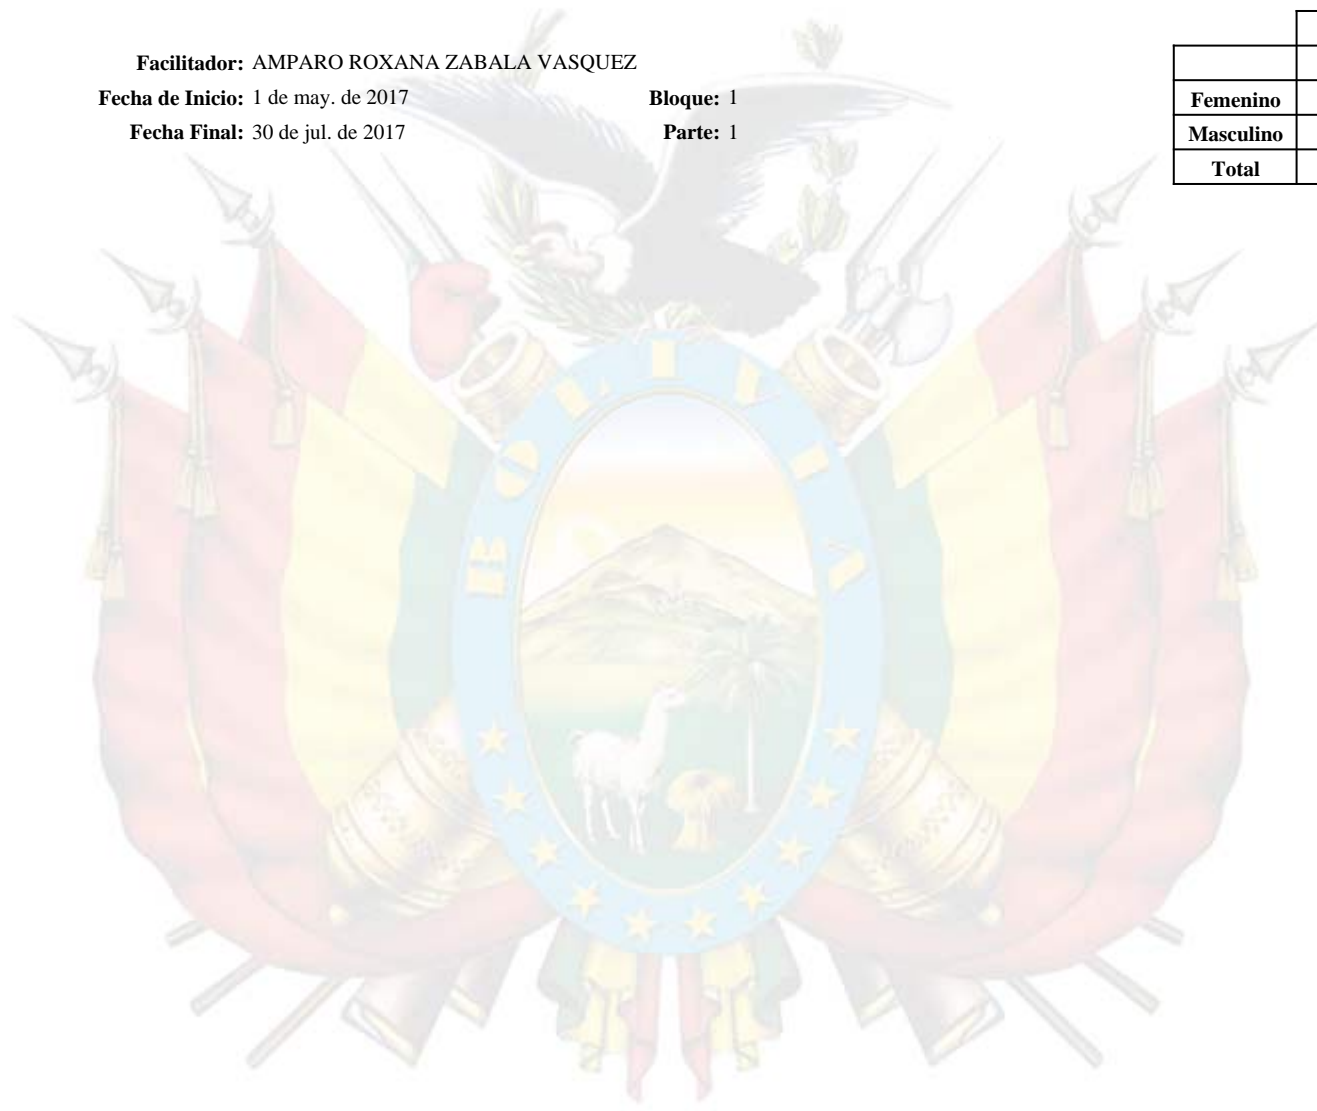 Facilitador: AMPARO ROXANA ZABALA VASQUEZ
Fecha de Inicio: 1 de may. de 2017 Bloque: 1
Fecha Final: 30 de jul. de 2017 Parte: 1
Femenino
Masculino
Total
BOLIVIA